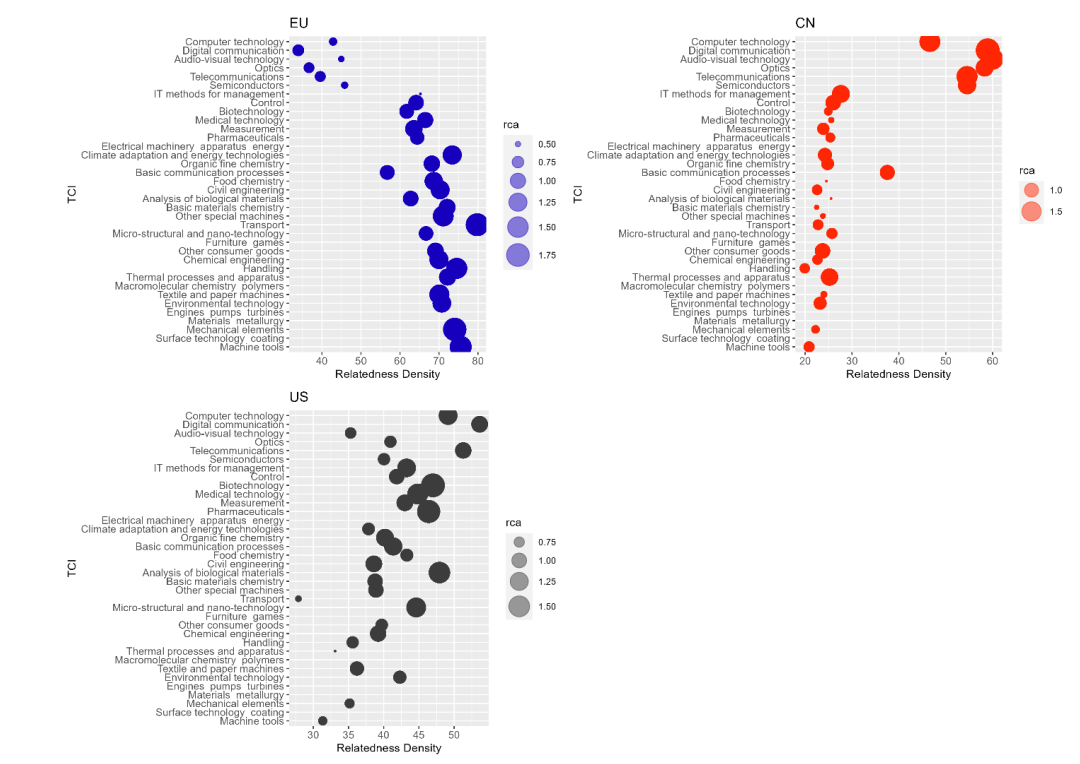 EU
Computer technology
Digital communication
Audio-visual technology
Optics
Telecommunications
Semiconductors
IT methods for management
Control
Biotechnology
Medical technology
Measurement
Pharmaceuticals
Electrical machinery apparatus energy
Climate adaptation and energy technologies
Organic fine chemistry
Basic communication processes
Food chemistry
Civil engineering
Analysis of biological materials
Basic materials chemistry
Other special machines
Transport
Micro-structural and nano-technology
Furniture games
Other consumer goods
Chemical engineering
Handling
Thermal processes and apparatus
Macromolecular chemistry polymers
Textile and paper machines
Environmental technology
Engines pumps turbines
Materials metallurgy
Mechanical elements
Surface technology coating
Machine tools
TCI
40 50 60 70 80
Relatedness Density
rca
0.50
0.75
1.00
1.25
1.50
1.75
CN
Computer technology
Digital communication
Audio-visual technology
Optics
Telecommunications
Semiconductors
IT methods for management
Control
Biotechnology
Medical technology
Measurement
Pharmaceuticals
Electrical machinery apparatus energy
Climate adaptation and energy technologies
Organic fine chemistry
Basic communication processes
Food chemistry
Civil engineering
Analysis of biological materials
Basic materials chemistry
Other special machines
Transport
Micro-structural and nano-technology
Furniture games
Other consumer goods
Chemical engineering
Handling
Thermal processes and apparatus
Macromolecular chemistry polymers
Textile and paper machines
Environmental technology
Engines pumps turbines
Materials metallurgy
Mechanical elements
Surface technology coating
Machine tools
TCI
20 30 40 50 60
Relatedness Density
rca
1.0
1.5
US
Computer technology
Digital communication
Audio-visual technology
Optics
Telecommunications
Semiconductors
IT methods for management
Control
Biotechnology
Medical technology
Measurement
Pharmaceuticals
Electrical machinery apparatus energy
Climate adaptation and energy technologies
Organic fine chemistry
Basic communication processes
Food chemistry
Civil engineering
Analysis of biological materials
Basic materials chemistry
Other special machines
Transport
Micro-structural and nano-technology
Furniture games
Other consumer goods
Chemical engineering
Handling
Thermal processes and apparatus
Macromolecular chemistry polymers
Textile and paper machines
Environmental technology
Engines pumps turbines
Materials metallurgy
Mechanical elements
Surface technology coating
Machine tools
TCI
30 35 40 45 50
Relatedness Density
rca
0.75
1.00
1.25
1.50